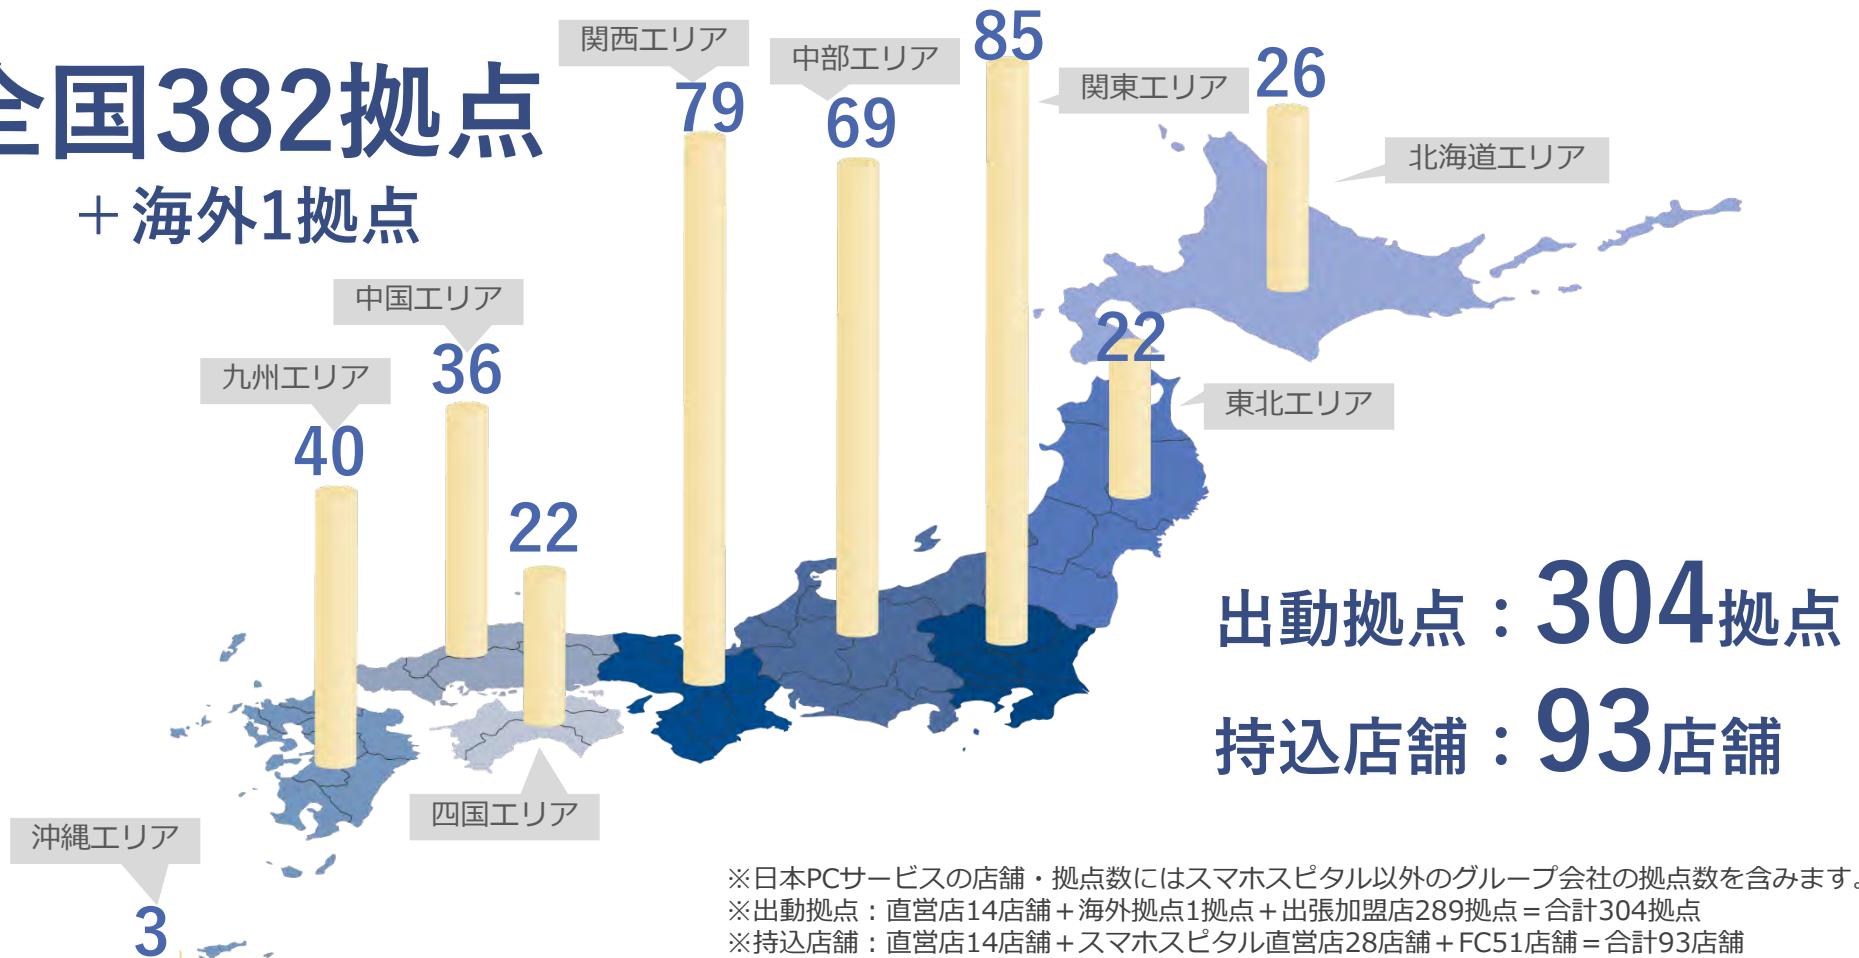 全国382拠点
＋海外1拠点
関西エリア
79
中部エリア
69
85
関東エリア
26
北海道エリア
中国エリア
36
九州エリア
40
22
22
東北エリア
四国エリア
沖縄エリア
3
出動拠点：304拠点
持込店舗：93店舗
※日本PCサービスの店舗・拠点数にはスマホスピタル以外のグループ会社の拠点数を含みます。
※出動拠点：直営店14店舗＋海外拠点1拠点＋出張加盟店289拠点＝合計304拠点
※持込店舗：直営店14店舗＋スマホスピタル直営店28店舗＋FC51店舗＝合計93店舗